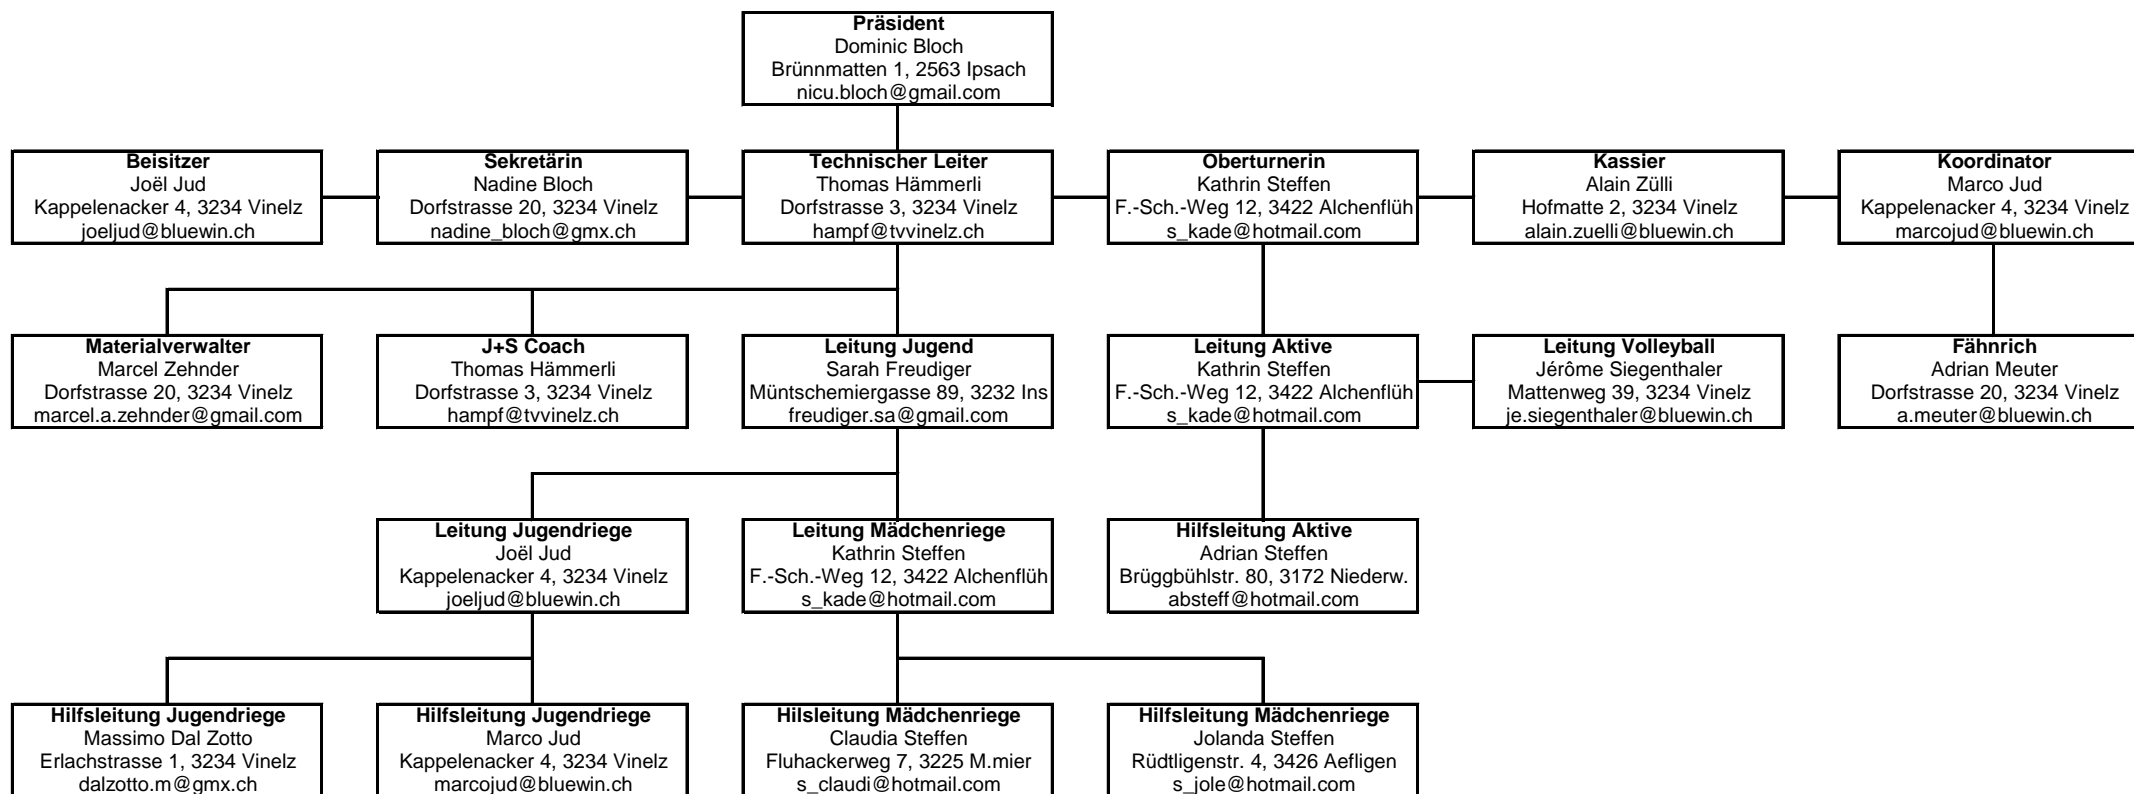 Präsident
Dominic Bloch
Brünnmatten 1, 2563 Ipsach
nicu.bloch@gmail.com
Beisitzer
Joël Jud
Kappelenacker 4, 3234 Vinelz
joeljud@bluewin.ch
Sekretärin
Nadine Bloch
Dorfstrasse 20, 3234 Vinelz
nadine_bloch@gmx.ch
Technischer Leiter
Thomas Hämmerli
Dorfstrasse 3, 3234 Vinelz
hampf@tvvinelz.ch
Oberturnerin
Kathrin Steffen
F.-Sch.-Weg 12, 3422 Alchenflüh
s_kade@hotmail.com
Kassier
Alain Zülli
Hofmatte 2, 3234 Vinelz
alain.zuelli@bluewin.ch
Koordinator
Marco Jud
Kappelenacker 4, 3234 Vinelz
marcojud@bluewin.ch
Materialverwalter
Marcel Zehnder
Dorfstrasse 20, 3234 Vinelz
marcel.a.zehnder@gmail.com
J+S Coach
Thomas Hämmerli
Dorfstrasse 3, 3234 Vinelz
hampf@tvvinelz.ch
Leitung Jugend
Sarah Freudiger
Müntschemiergasse 89, 3232 Ins
freudiger.sa@gmail.com
Leitung Aktive
Kathrin Steffen
F.-Sch.-Weg 12, 3422 Alchenflüh
s_kade@hotmail.com
Leitung Volleyball
Jérôme Siegenthaler
Mattenweg 39, 3234 Vinelz
je.siegenthaler@bluewin.ch
Fähnrich
Adrian Meuter
Dorfstrasse 20, 3234 Vinelz
a.meuter@bluewin.ch
Leitung Jugendriege
Joël Jud
Kappelenacker 4, 3234 Vinelz
joeljud@bluewin.ch
Leitung Mädchenriege
Kathrin Steffen
F.-Sch.-Weg 12, 3422 Alchenflüh
s_kade@hotmail.com
Hilfsleitung Aktive
Adrian Steffen
Brüggbühlstr. 80, 3172 Niederw.
absteff@hotmail.com
Hilfsleitung Jugendriege
Massimo Dal Zotto
Erlachstrasse 1, 3234 Vinelz
dalzotto.m@gmx.ch
Hilfsleitung Jugendriege
Marco Jud
Kappelenacker 4, 3234 Vinelz
marcojud@bluewin.ch
Hilsleitung Mädchenriege
Claudia Steffen
Fluhackerweg 7, 3225 M.mier
s_claudi@hotmail.com
Hilfsleitung Mädchenriege
Jolanda Steffen
Rüdtligenstr. 4, 3426 Aefligen
s_jole@hotmail.com